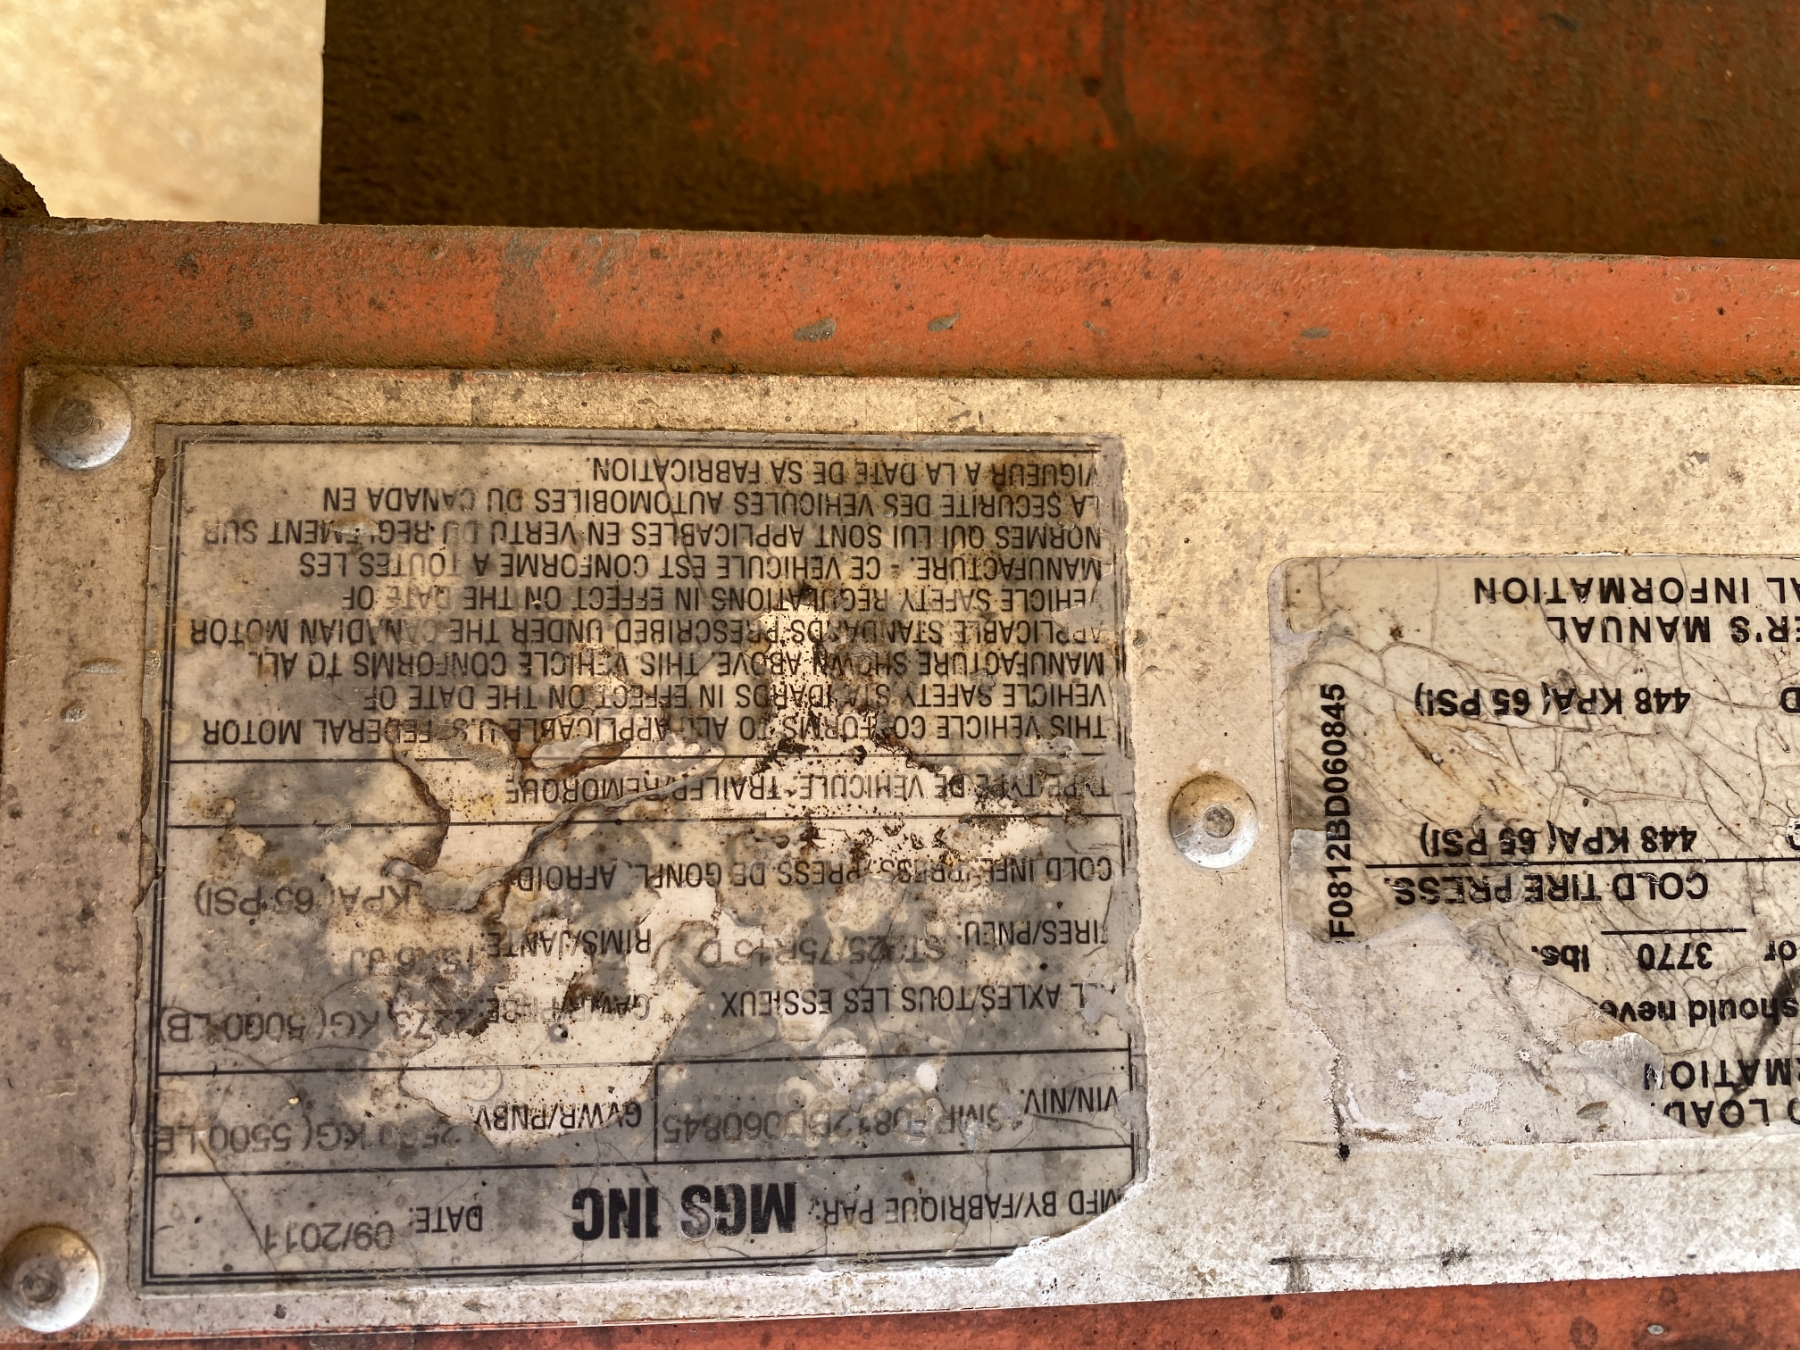 MFD BY/FABRIQUE PAR: MGS INC DATE: 09/2011
VIN/NIV. GVWR/PNBV
KG(5500 LB
ALL AXLES/TOUS LES ESSIEUX KG(5000 LB)
TIRES/PNEU: RIMS/JANTE
COLD INFL. PRESS./PRESS. DE GONFL. AFROID KPA( 65 PSI)
TYPE/TYPE DE VEHICULE- TRAILER/REMORQUE
THIS VEHICLE CONFORMS TO ALL APPLICABLE U.S. FEDERAL MOTOR
VEHICLE SAFETY STANDARDS IN EFFECT ON THE DATE OF
MANUFACTURE SHOWN ABOVE. THIS VEHICLE CONFORMS TO ALL
APPLICABLE STANDARDS PRESCRIBED UNDER THE CANADIAN MOTOR
VEHICLE SAFETY REGULATIONS IN EFFECT ON THE DATE OF
MANUFACTURE. - CE VEHICULE EST CONFORME A TOUTES LES
NORMES QUI LUI SONT APPLICABLES EN VERTU DU REGLEMENT SUR
LA SECURITE DES VEHICULES AUTOMOBILES DU CANADA EN
VIGUEUR A LA DATE DE SA FABRICATION.
D LOAD
RMATION
should neve
or 3770 lbs.
COLD TIRE PRESS.
448 KPA( 65 PSI)
D 448 KPA( 65 PSI)
ER'S MANUAL
AL INFORMATION
F0812BD060845